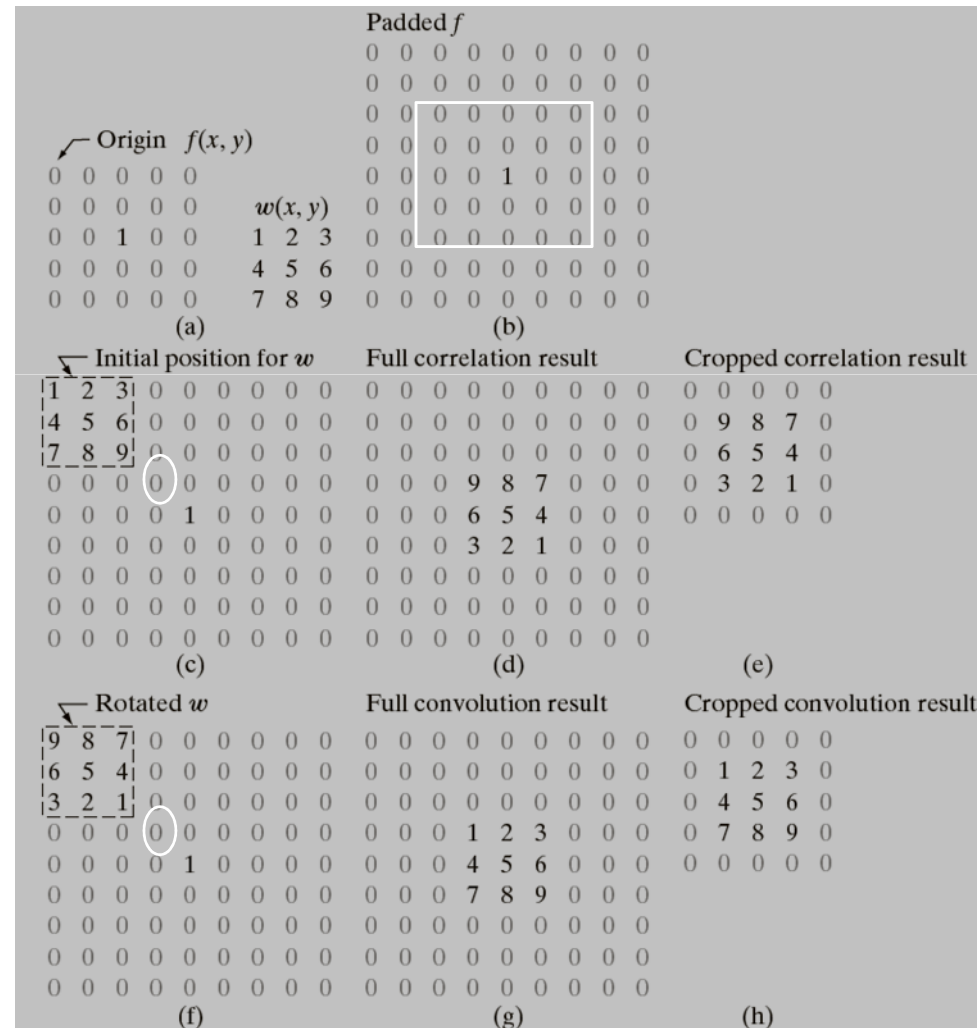 Origin f(x, y)
0 0 0 0 0
0 0 0 0 0
0 0 1 0 0
0 0 0 0 0
0 0 0 0 0
w(x, y)
1 2 3
4 5 6
7 8 9
(a)
Padded f
0 0 0 0 0 0 0 0 0
0 0 0 0 0 0 0 0 0
0 0 0 0 0 0 0 0 0
0 0 0 0 0 0 0 0 0
0 0 0 0 1 0 0 0 0
0 0 0 0 0 0 0 0 0
0 0 0 0 0 0 0 0 0
0 0 0 0 0 0 0 0 0
0 0 0 0 0 0 0 0 0
(b)
Initial position for w
1 2 3 0 0 0 0 0 0
4 5 6 0 0 0 0 0 0
7 8 9 0 0 0 0 0 0
0 0 0 0 0 0 0 0 0
0 0 0 0 1 0 0 0 0
0 0 0 0 0 0 0 0 0
0 0 0 0 0 0 0 0 0
0 0 0 0 0 0 0 0 0
0 0 0 0 0 0 0 0 0
(c)
Full correlation result
0 0 0 0 0 0 0 0 0
0 0 0 0 0 0 0 0 0
0 0 0 0 0 0 0 0 0
0 0 0 9 8 7 0 0 0
0 0 0 6 5 4 0 0 0
0 0 0 3 2 1 0 0 0
0 0 0 0 0 0 0 0 0
0 0 0 0 0 0 0 0 0
0 0 0 0 0 0 0 0 0
(d)
Cropped correlation result
0 0 0 0 0
0 9 8 7 0
0 6 5 4 0
0 3 2 1 0
0 0 0 0 0
(e)
Rotated w
9 8 7 0 0 0 0 0 0
6 5 4 0 0 0 0 0 0
3 2 1 0 0 0 0 0 0
0 0 0 0 0 0 0 0 0
0 0 0 0 1 0 0 0 0
0 0 0 0 0 0 0 0 0
0 0 0 0 0 0 0 0 0
0 0 0 0 0 0 0 0 0
0 0 0 0 0 0 0 0 0
(f)
Full convolution result
0 0 0 0 0 0 0 0 0
0 0 0 0 0 0 0 0 0
0 0 0 0 0 0 0 0 0
0 0 0 1 2 3 0 0 0
0 0 0 4 5 6 0 0 0
0 0 0 7 8 9 0 0 0
0 0 0 0 0 0 0 0 0
0 0 0 0 0 0 0 0 0
0 0 0 0 0 0 0 0 0
(g)
Cropped convolution result
0 0 0 0 0
0 1 2 3 0
0 4 5 6 0
0 7 8 9 0
0 0 0 0 0
(h)